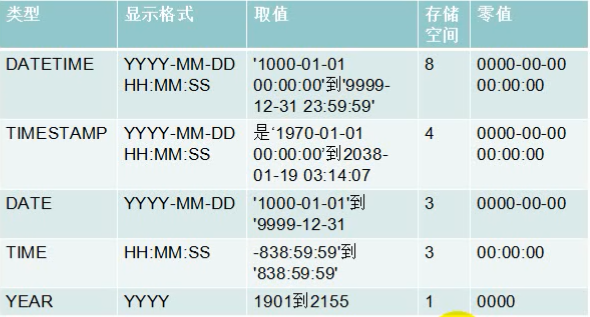 类型 显示格式 取值 存储空间 零值
DATETIME YYYY-MM-DD HH:MM:SS '1000-01-01 00:00:00'到'9999-12-31 23:59:59' 8 0000-00-00 00:00:00
TIMESTAMP YYYY-MM-DD HH:MM:SS 是‘1970-01-01 00:00:00’到2038-01-19 03:14:07 4 0000-00-00 00:00:00
DATE YYYY-MM-DD '1000-01-01'到'9999-12-31 3 0000-00-00
TIME HH:MM:SS -838:59:59'到'838:59:59' 3 00:00:00
YEAR YYYY 1901到2155 1 0000